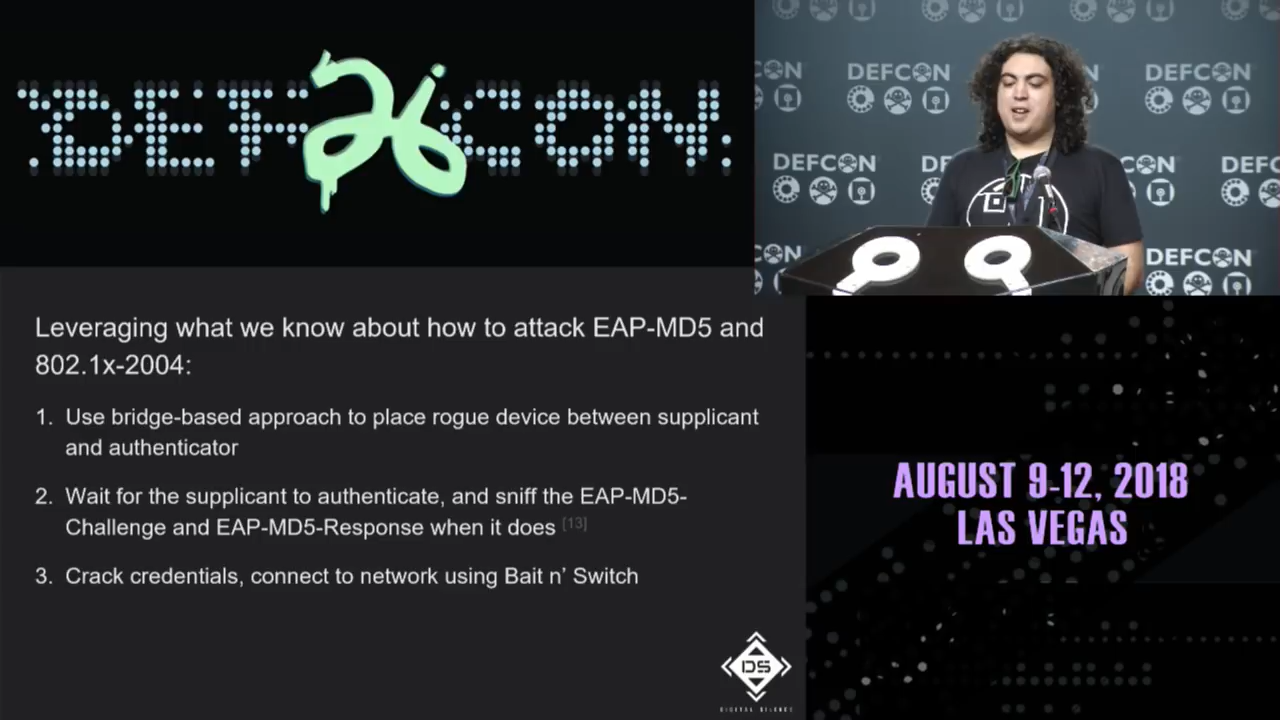 DEF 26 CON
DEFCON
DEFCON
DEFCON
DEFCON
Leveraging what we know about how to attack EAP-MD5 and
802.1x-2004:
1. Use bridge-based approach to place rogue device between supplicant
and authenticator
2. Wait for the supplicant to authenticate, and sniff the EAP-MD5-
Challenge and EAP-MD5-Response when it does [13]
3. Crack credentials, connect to network using Bait n’ Switch
AUGUST 9-12, 2018
LAS VEGAS
DS
DIGITAL SILENCE